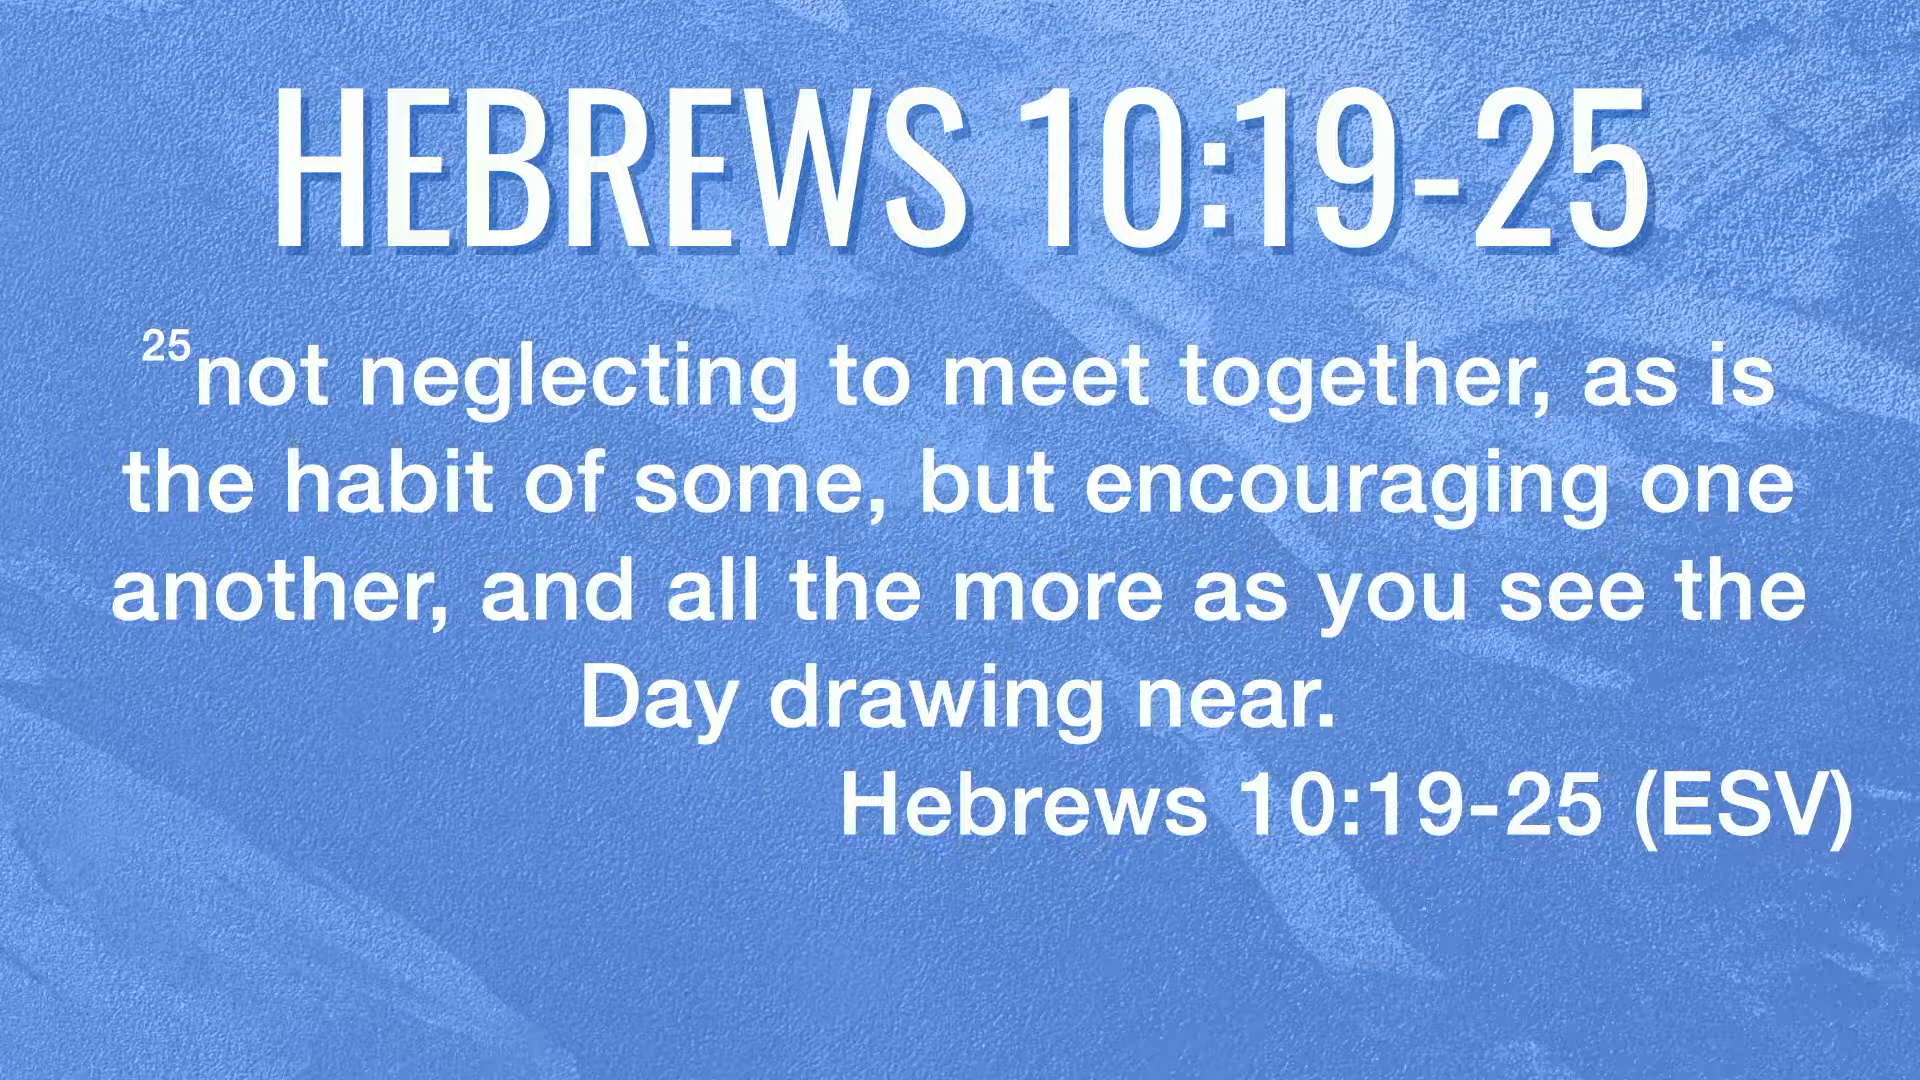 HEBREWS 10:19-25
25not neglecting to meet together, as is
the habit of some, but encouraging one
another, and all the more as you see the
Day drawing near.
Hebrews 10:19-25 (ESV)